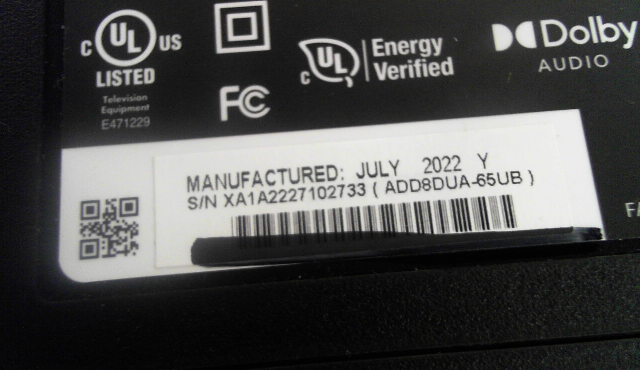 C UL US
LISTED
Television
Equipment
E471229
FC
C UL
Energy
Verified
Dolby
AUDIO
MANUFACTURED: JULY 2022 Y
S/N XA1A2227102733 ( ADD8DUA-65UB )